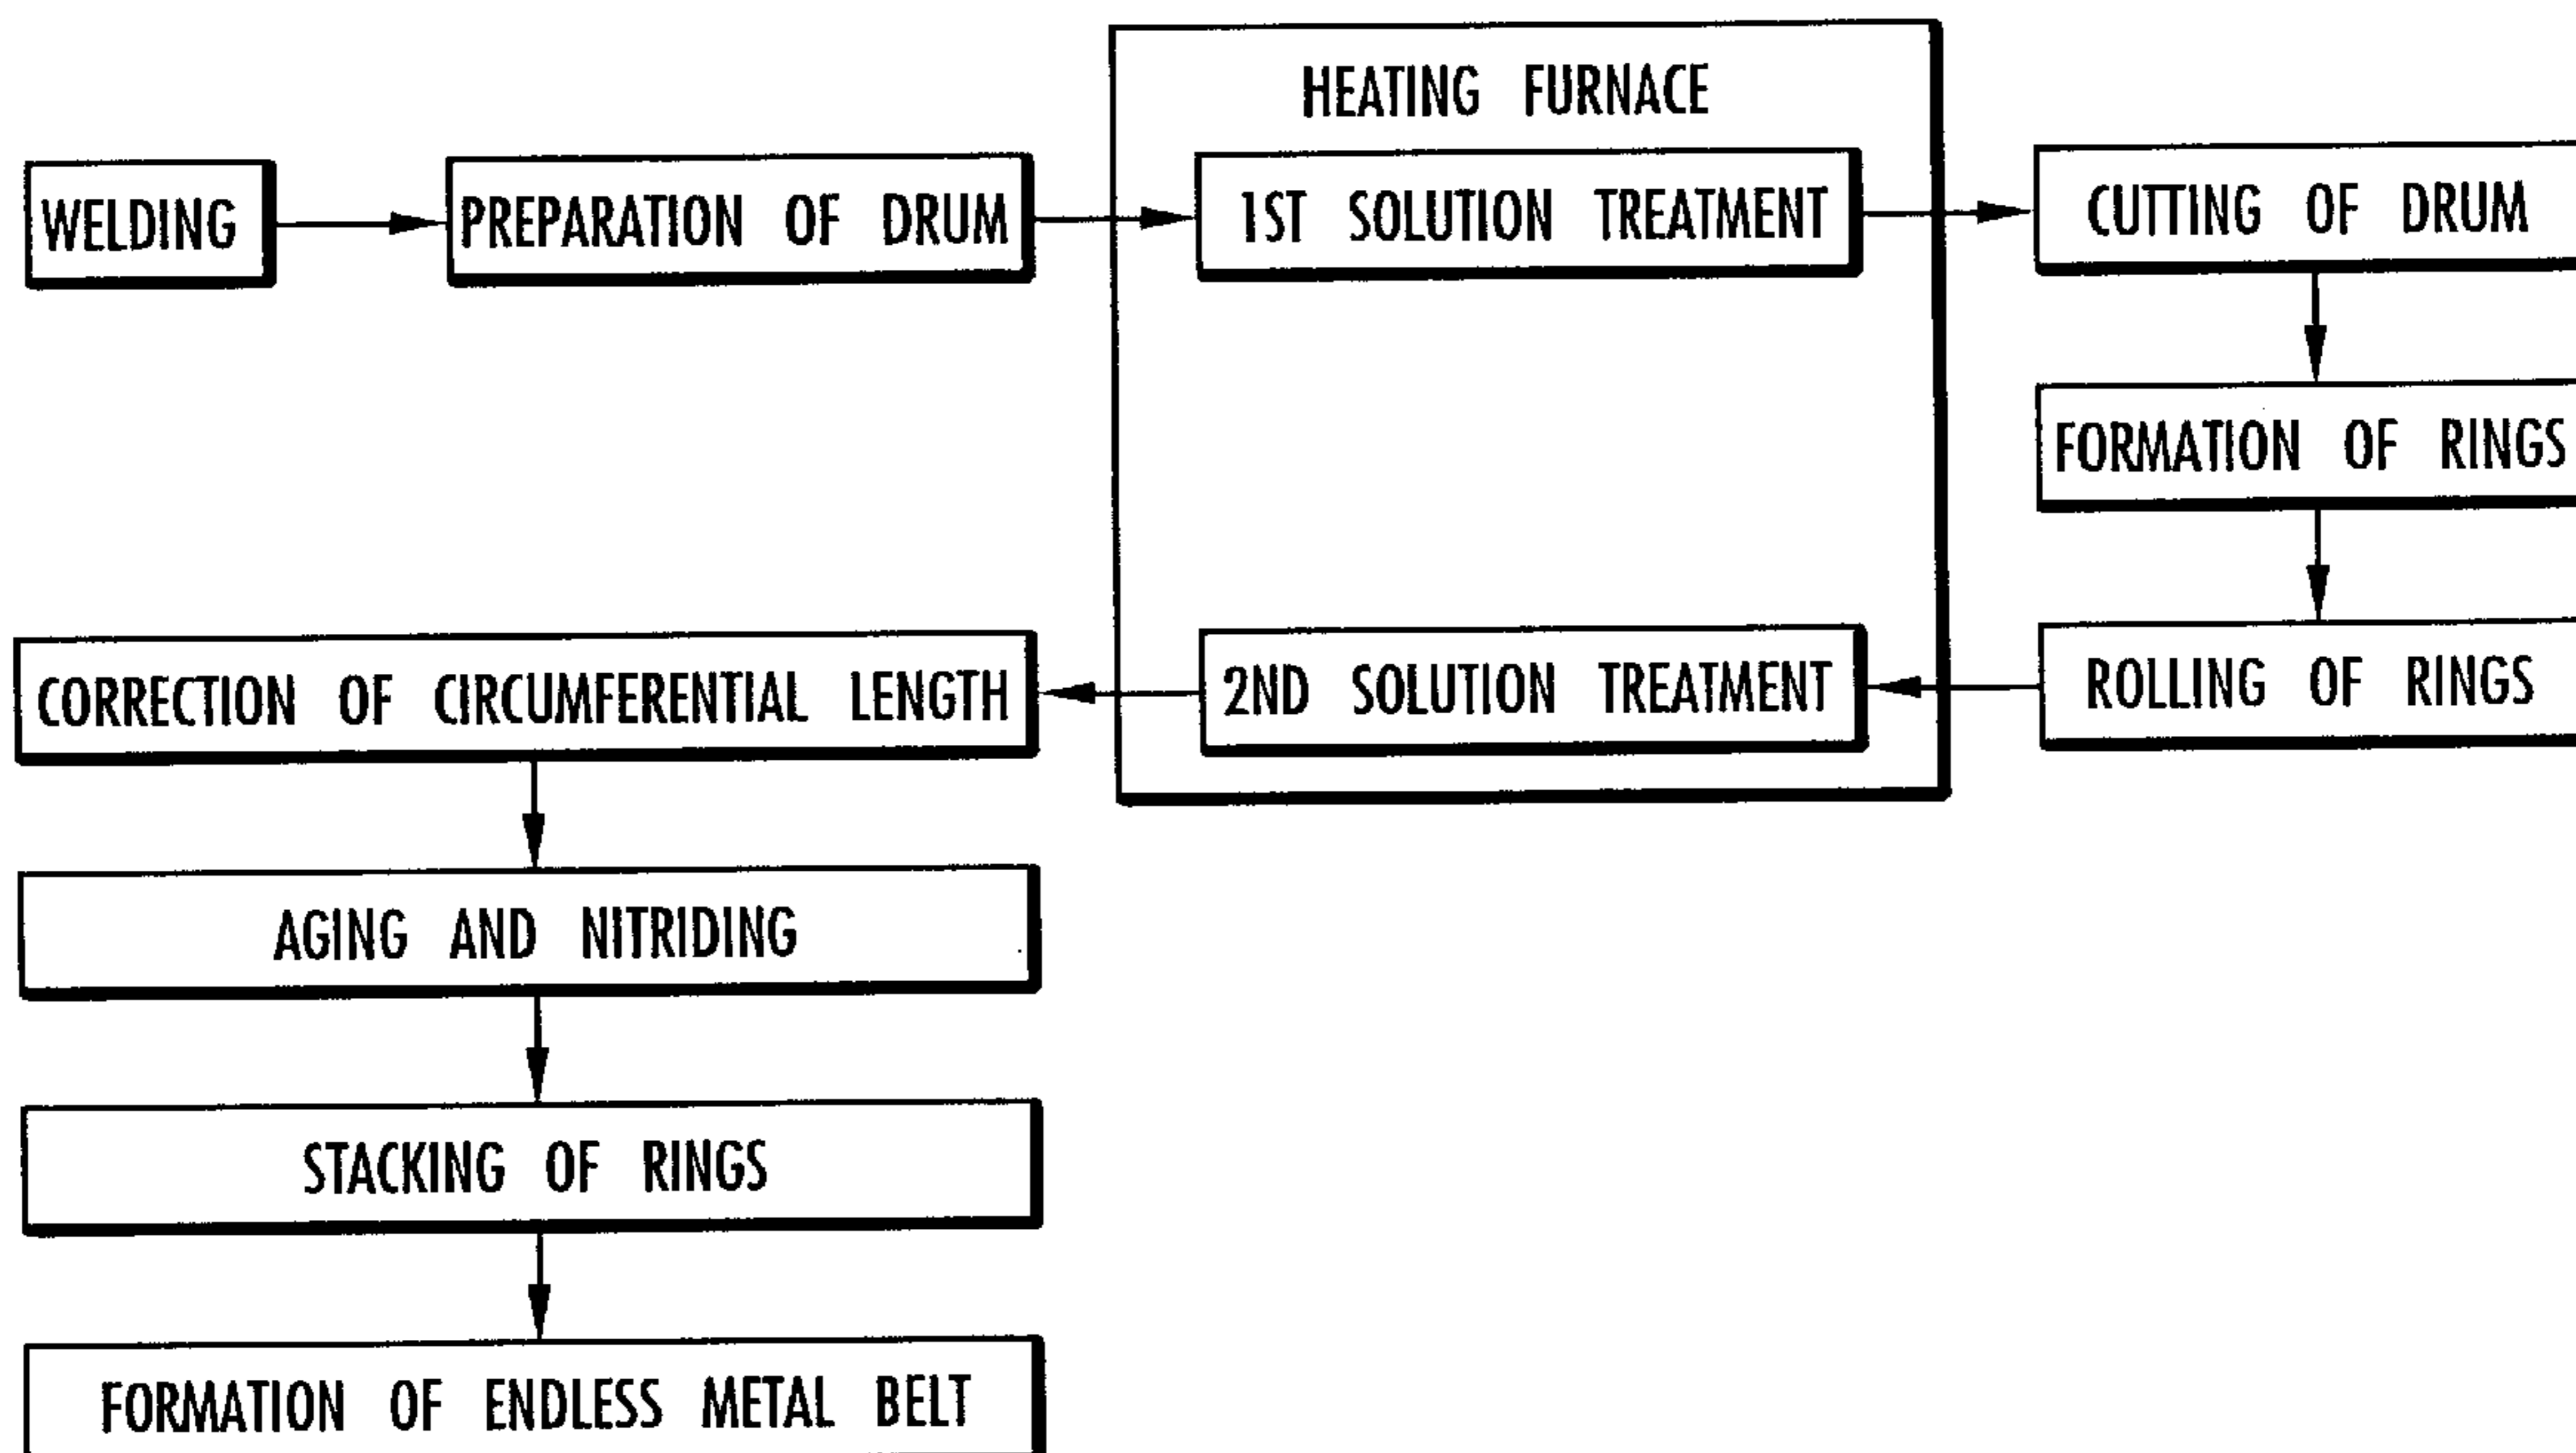 HEATING FURNACE
WELDING
PREPARATION OF DRUM
1ST SOLUTION TREATMENT
CUTTING OF DRUM
FORMATION OF RINGS
ROLLING OF RINGS
2ND SOLUTION TREATMENT
CORRECTION OF CIRCUMFERENTIAL LENGTH
AGING AND NITRIDING
STACKING OF RINGS
FORMATION OF ENDLESS METAL BELT